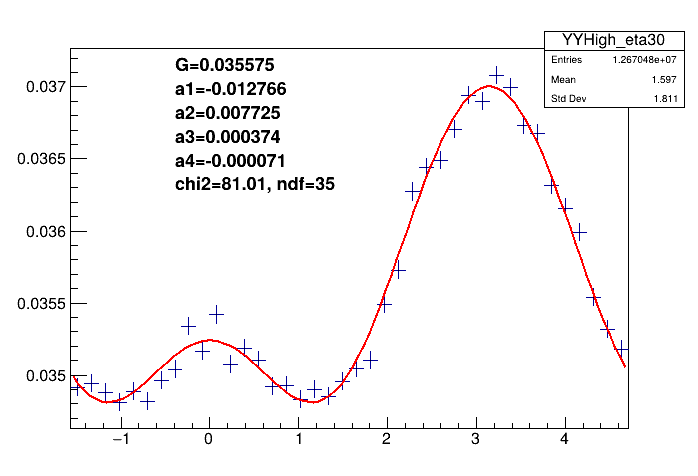 YYHigh_eta30
Entries 1.267048e+07
Mean 1.597
Std Dev 1.811
G=0.035575
a1=-0.012766
a2=0.007725
a3=0.000374
a4=-0.000071
chi2=81.01, ndf=35
0.037
0.0365
0.036
0.0355
0.035
−1 0 1 2 3 4